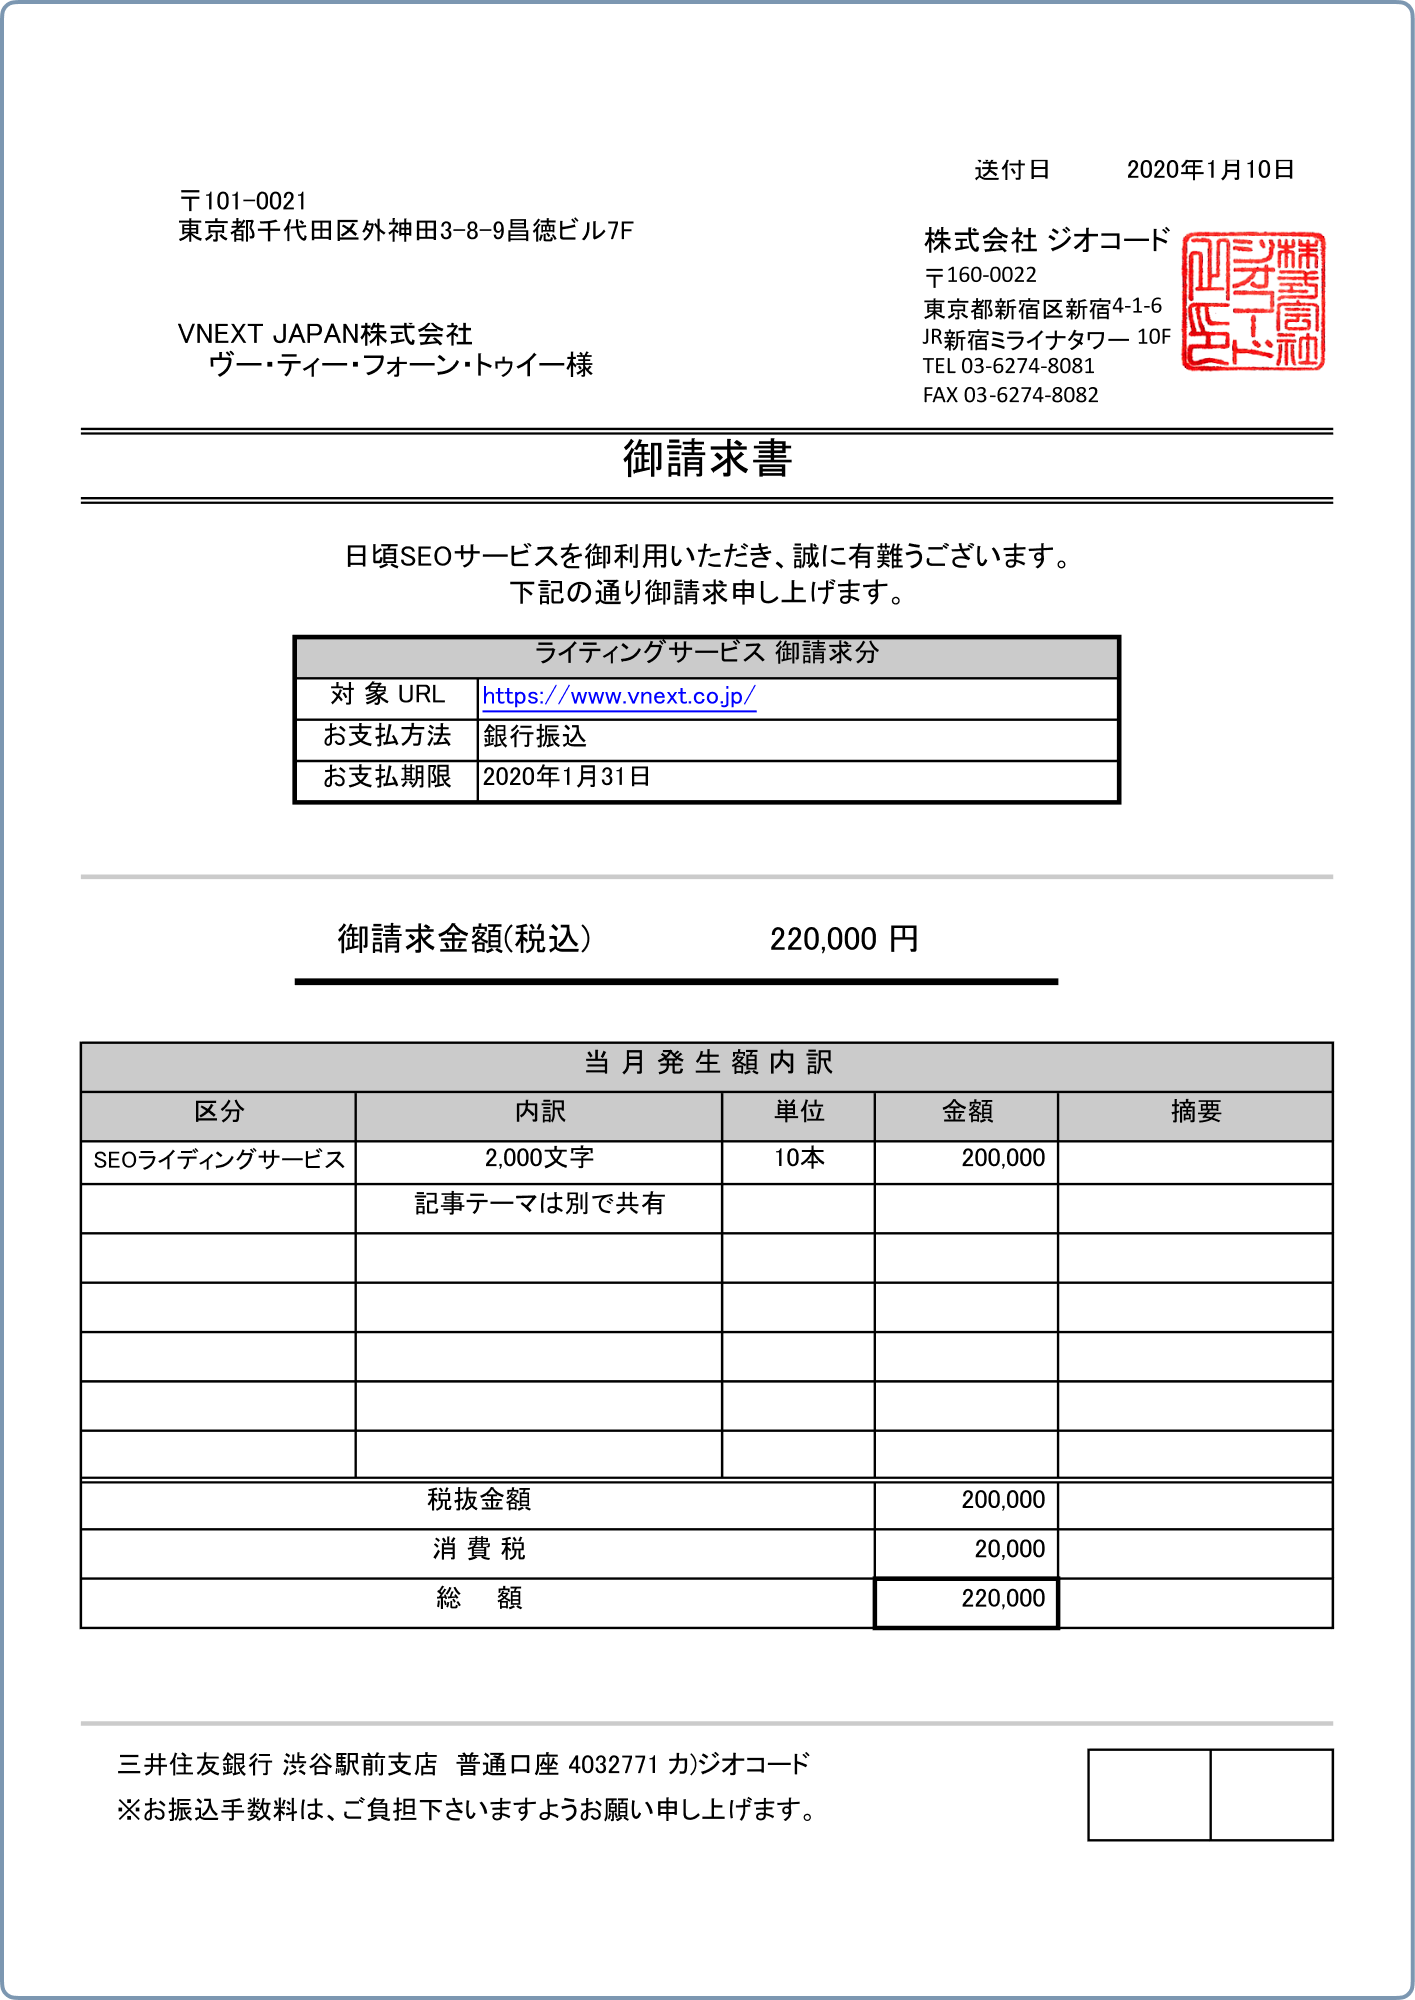 送付日 2020年1月10日
〒101-0021
東京都千代田区外神田3-8-9昌徳ビル7F
VNEXT JAPAN株式会社
ヴー・ティー・フォーン・トゥイー様
株式会社 ジオコード
〒160-0022
東京都新宿区新宿4-1-6
JR新宿ミライナタワー 10F
TEL 03-6274-8081
FAX 03-6274-8082
株式会社
ジオコード
御請求書
日頃SEOサービスを御利用いただき、誠に有難うございます。
下記の通り御請求申し上げます。
ライティングサービス 御請求分
対 象 URL https://www.vnext.co.jp/
お支払方法 銀行振込
お支払期限 2020年1月31日
御請求金額(税込) 220,000 円
当 月 発 生 額 内 訳
区分 内訳 単位 金額 摘要
SEOライディングサービス 2,000文字 10本 200,000
記事テーマは別で共有
税抜金額 200,000
消 費 税 20,000
総 額 220,000
三井住友銀行 渋谷駅前支店 普通口座 4032771 カ)ジオコード
※お振込手数料は、ご負担下さいますようお願い申し上げます。